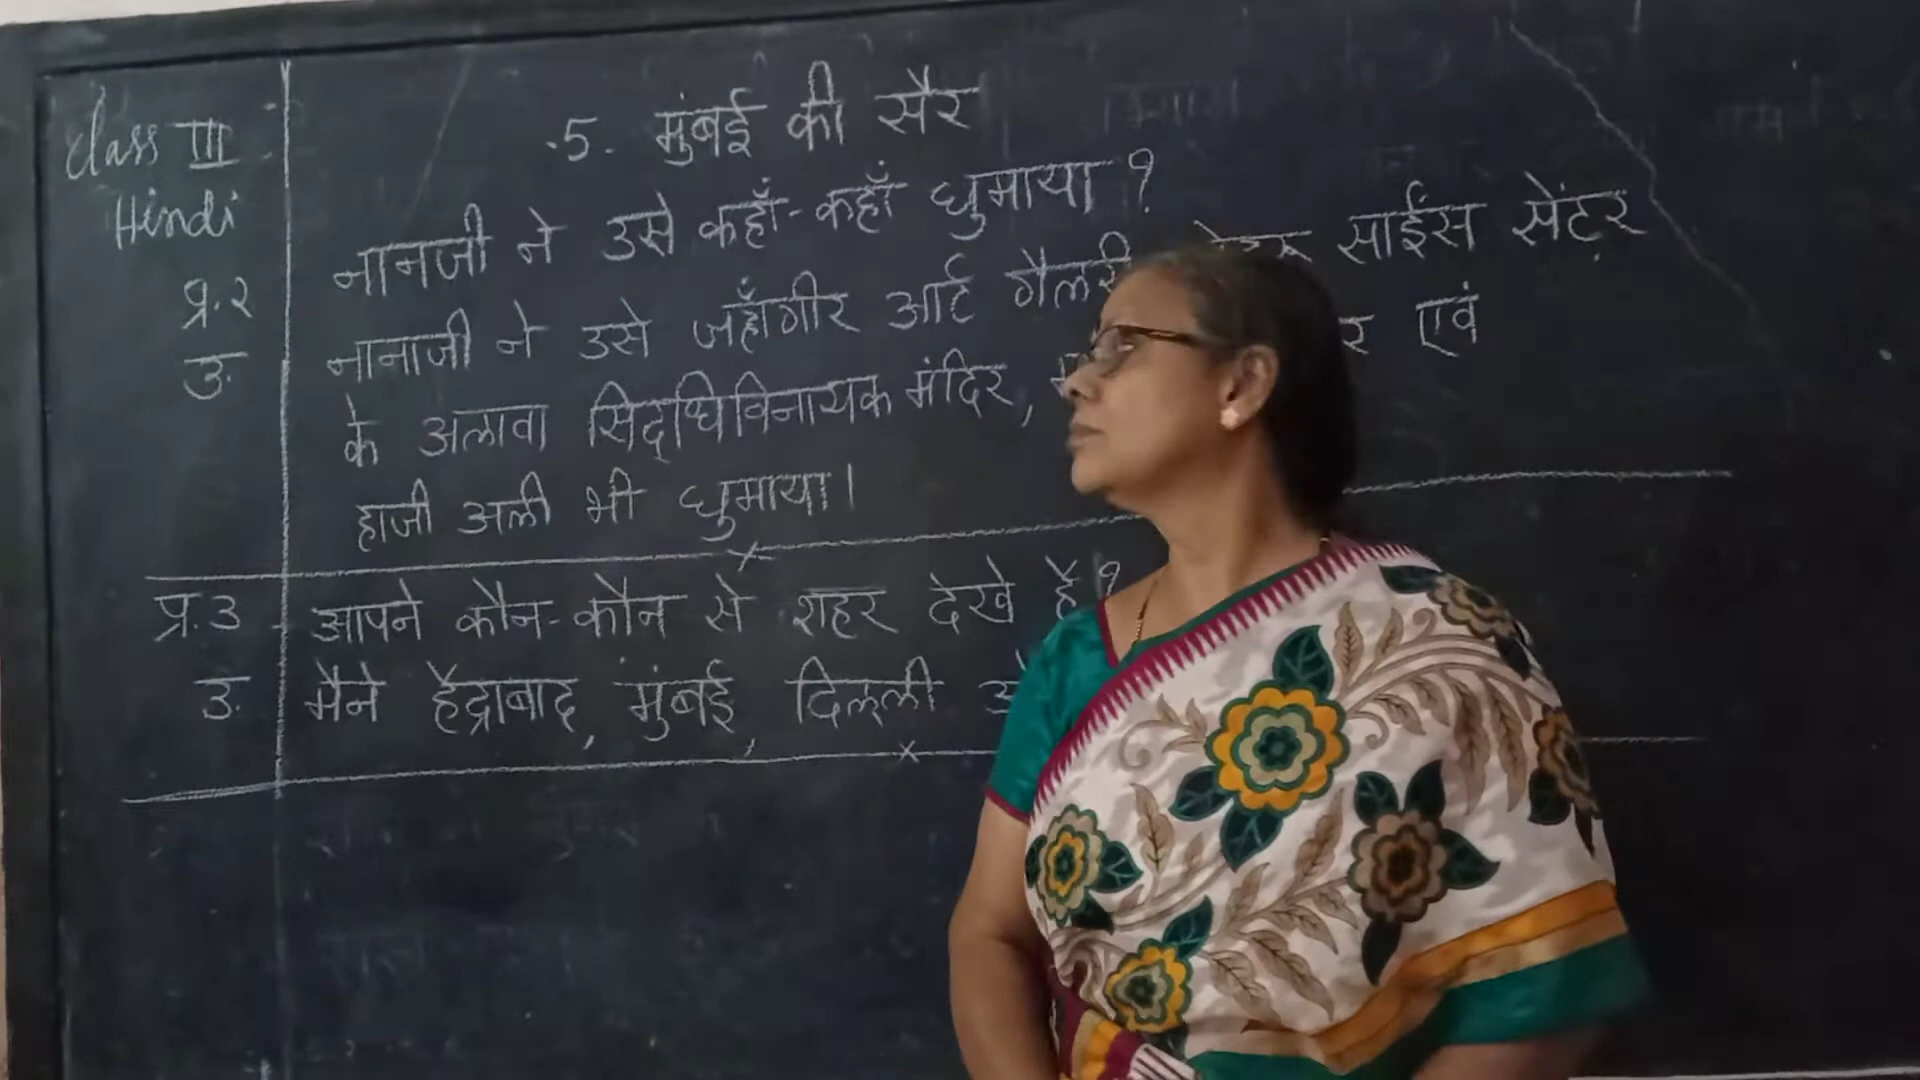 Class III
Hindi
5. मुंबई की सैर
प्र.२ नानजी ने उसे कहाँ-कहाँ घुमाया?
उ. नानाजी ने उसे जहाँगीर आर्ट गैलरी साईंस सेंटर
के अलावा सिद्धिविनायक मंदिर, एवं
हाजी अली भी घुमाया।
प्र.3 आपने कौन-कौन से शहर देखे है?
उ. मैने हैद्राबाद, मुंबई, दिल्ली